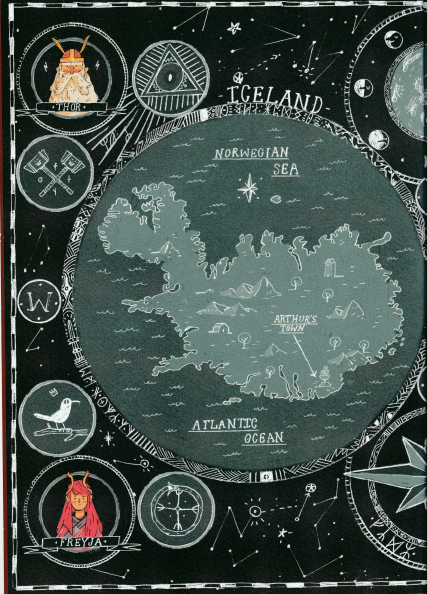 THOR
ICELAND
NORWEGIAN
SEA
ARTHUR'S
TOWN
W
ATLANTIC
OCEAN
FREYJA